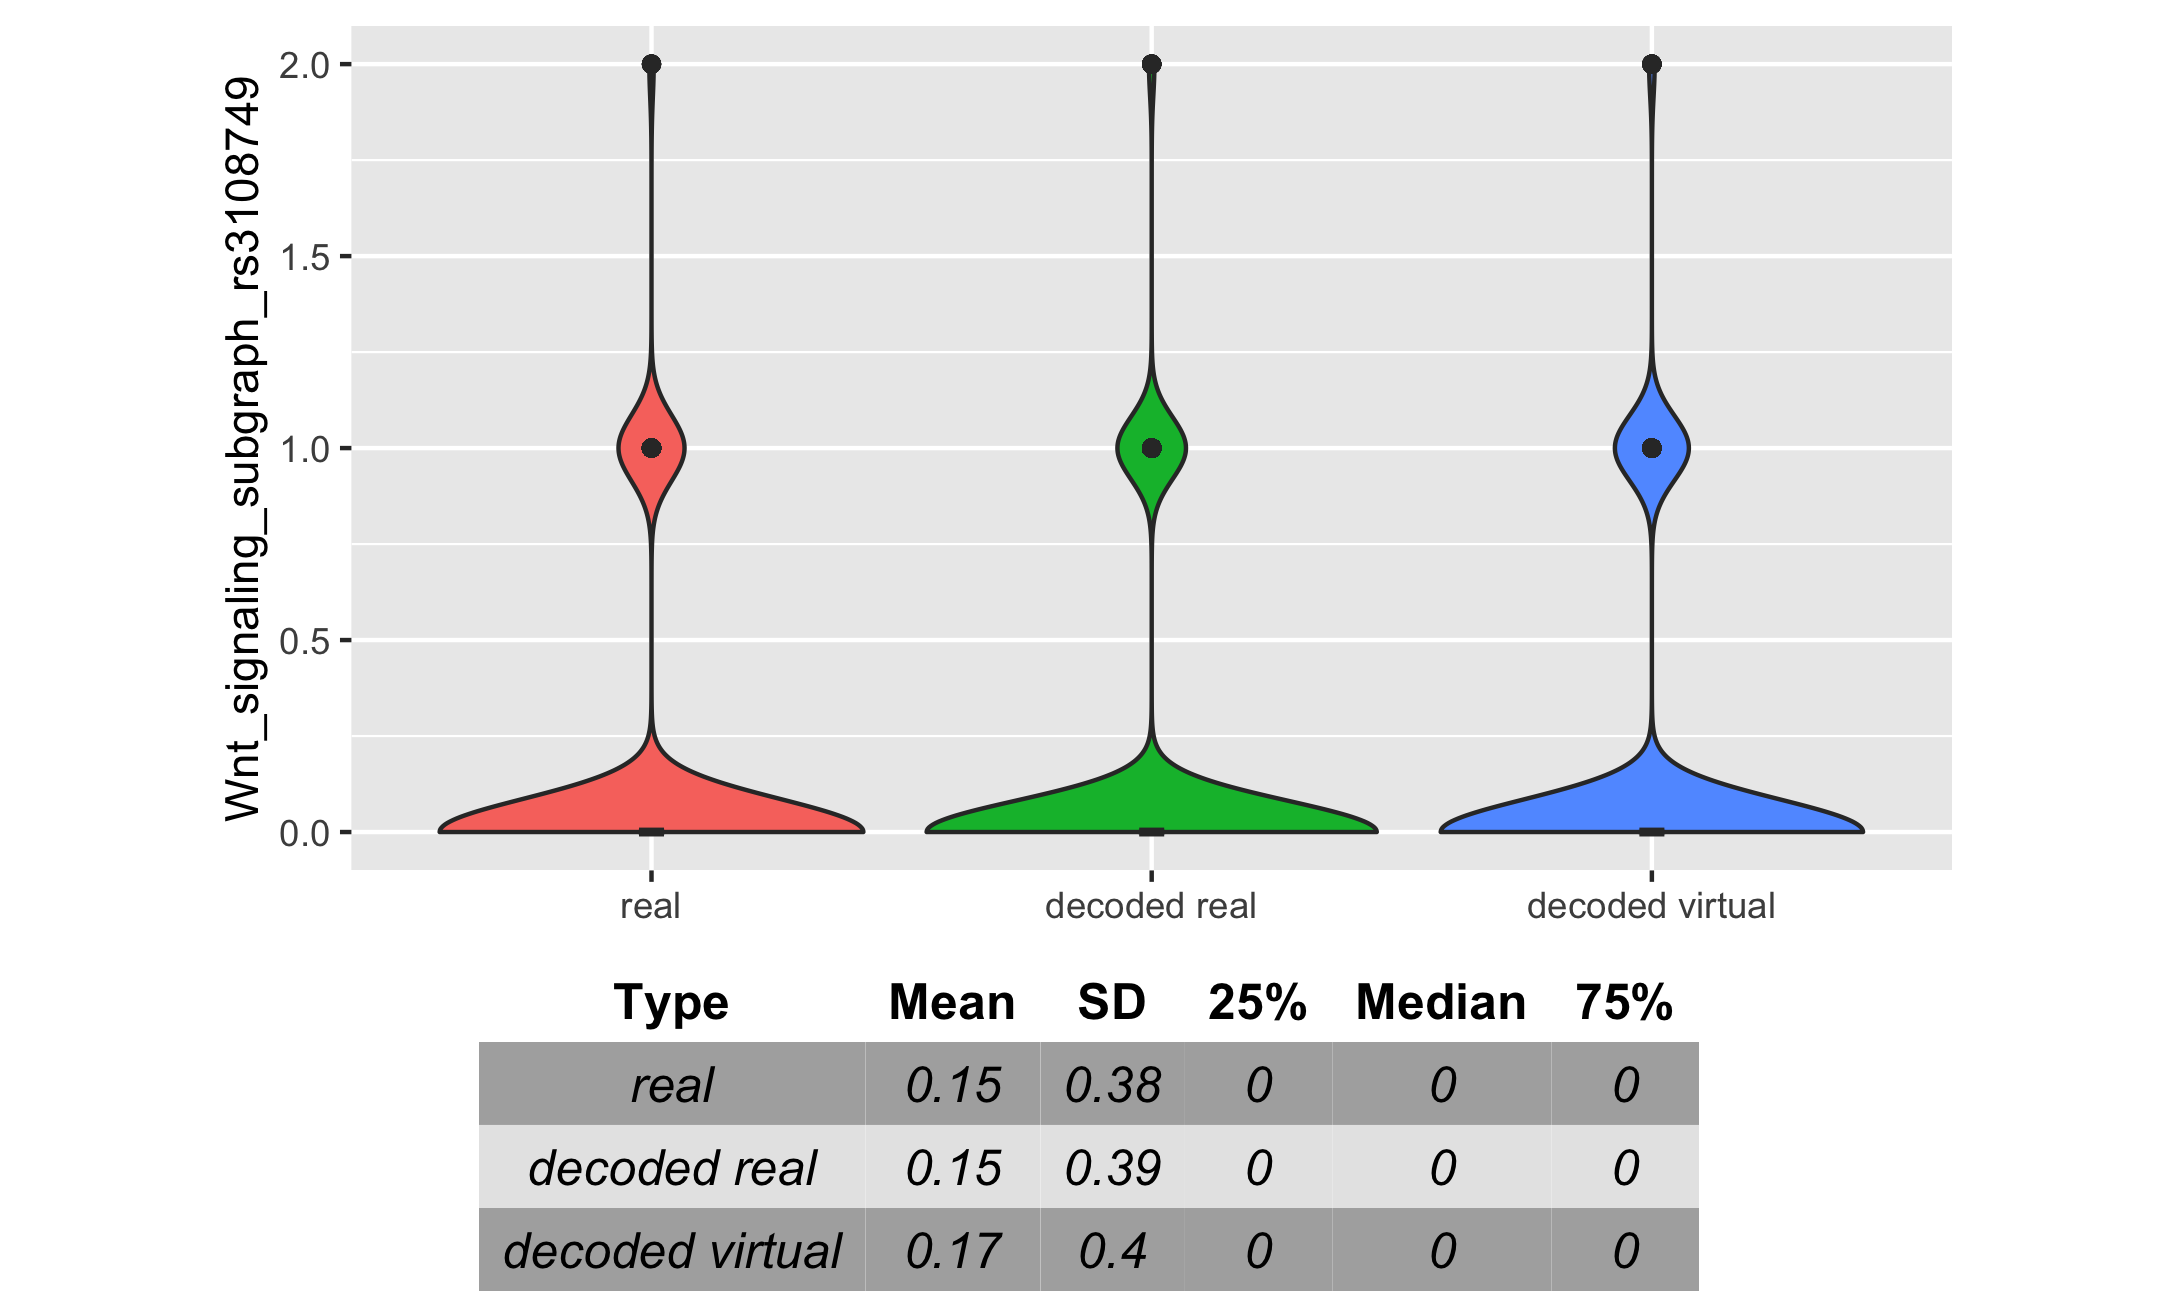 Wnt_signaling_subgraph_rs3108749
2.0
1.5
1.0
0.5
0.0
real decoded real decoded virtual
Type Mean SD 25% Median 75%
real 0.15 0.38 0 0 0
decoded real 0.15 0.39 0 0 0
decoded virtual 0.17 0.4 0 0 0